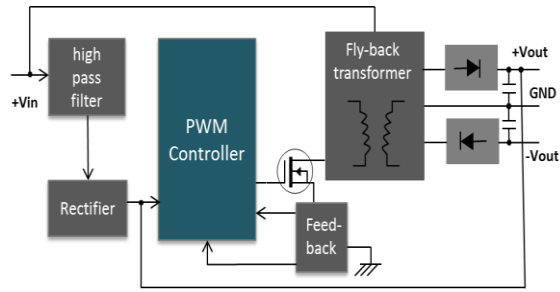 high
pass
filter
+Vin
Rectifier
PWM
Controller
Fly-back
transformer
Feed-
back
+Vout
GND
-Vout